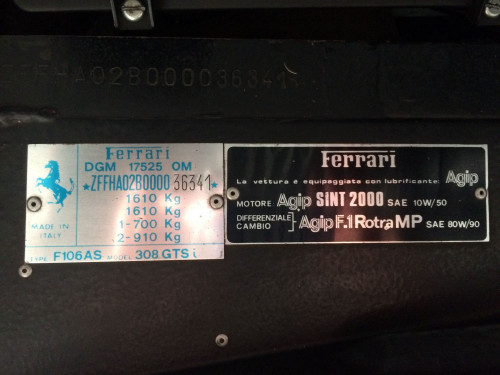 ZFFHA02B000036341*
Ferrari
DGM 17525 OM
*ZFFHA02B000036341*
1610 Kg
1610 Kg
1-700 Kg
2-910 Kg
MADE IN
ITALY
TYPE F106AS MODEL 308 GTS i
Ferrari
La vettura è equipaggiata con lubrificante: Agip
MOTORE Agip SiNT 2000 SAE 10W/50
DIFFERENZIALE
CAMBIO Agip F.1 Rotra MP SAE 80W/90